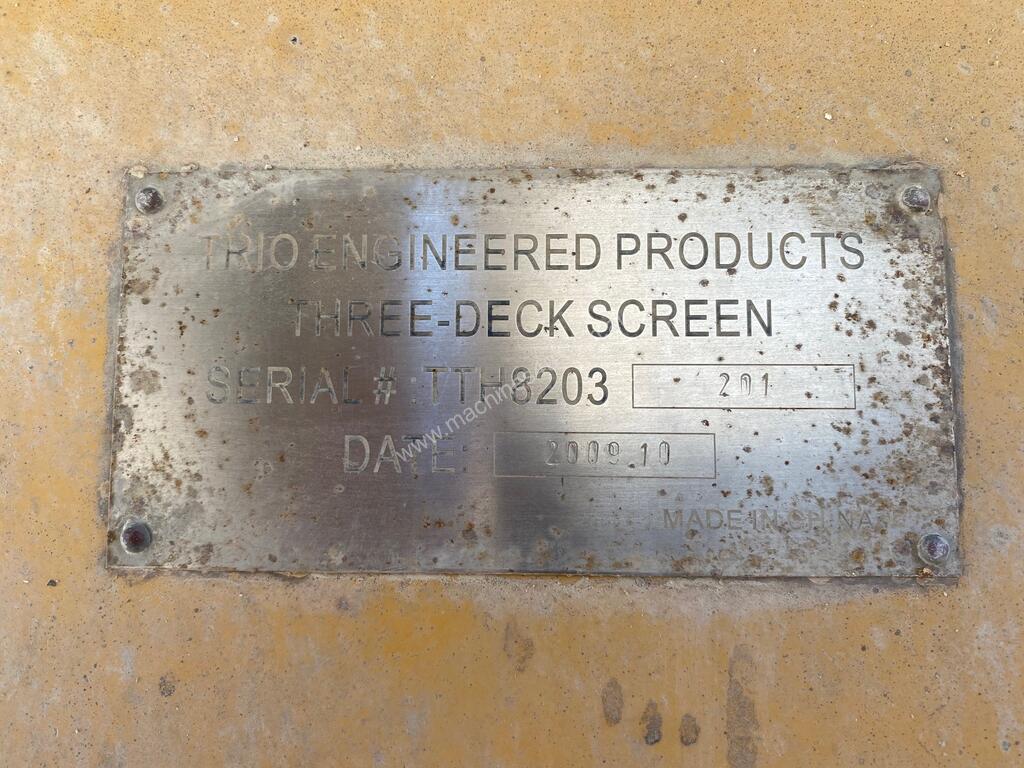 TRIO ENGINEERED PRODUCTS
THREE-DECK SCREEN
SERIAL #:TTH8203 201
DATE: 2009.10
MADE IN CHINA